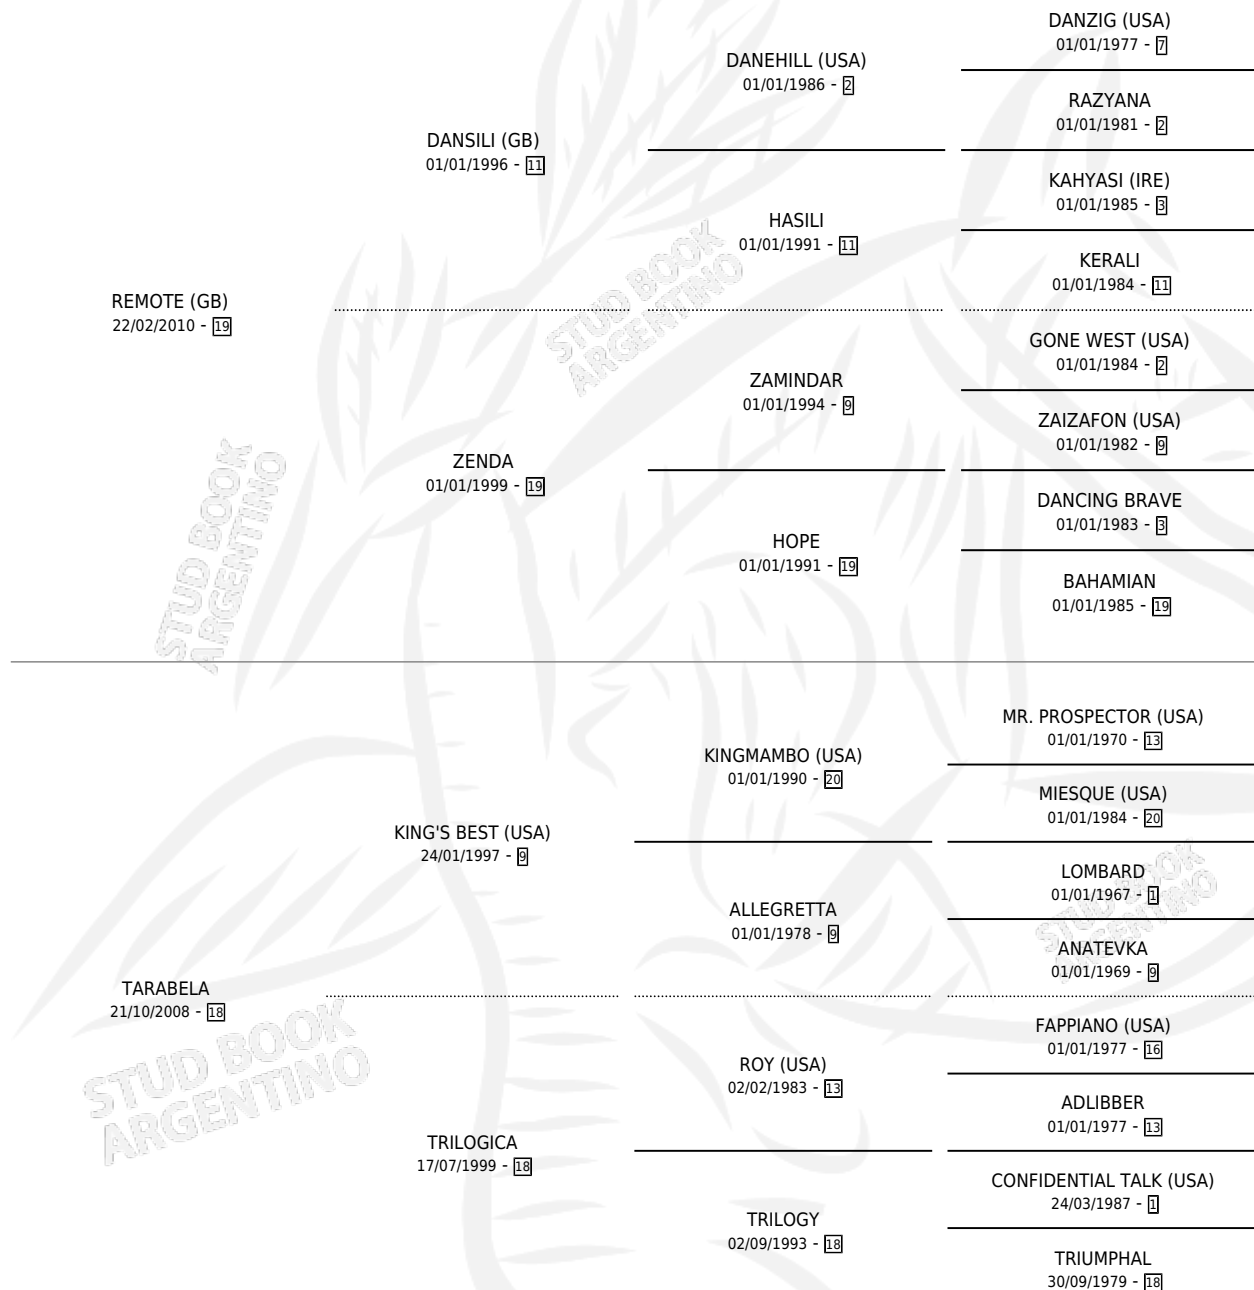 DANZIG (USA)
01/01/1977 - 7
DANEHILL (USA)
01/01/1986 - 2
RAZYANA
01/01/1981 - 2
DANSILI (GB)
01/01/1996 - 11
KAHYASI (IRE)
01/01/1985 - 3
HASILI
01/01/1991 - 11
KERALI
01/01/1984 - 11
REMOTE (GB)
22/02/2010 - 19
STUD BOOK
ARGENTINO
GONE WEST (USA)
01/01/1984 - 2
ZAMINDAR
01/01/1994 - 9
ZAIZAFON (USA)
01/01/1982 - 9
ZENDA
01/01/1999 - 19
DANCING BRAVE
01/01/1983 - 3
HOPE
01/01/1991 - 19
BAHAMIAN
01/01/1985 - 19
STUD BOOK
ARGENTINO
MR. PROSPECTOR (USA)
01/01/1970 - 13
KINGMAMBO (USA)
01/01/1990 - 20
MIESQUE (USA)
01/01/1984 - 20
KING'S BEST (USA)
24/01/1997 - 9
LOMBARD
01/01/1967 - 1
ALLEGRETTA
01/01/1978 - 9
ANATEVKA
01/01/1969 - 9
STUD BOOK
ARGENTINO
TARABELA
21/10/2008 - 18
STUD BOOK
ARGENTINO
FAPPIANO (USA)
01/01/1977 - 16
ROY (USA)
02/02/1983 - 13
ADLIBBER
01/01/1977 - 13
TRILOGICA
17/07/1999 - 18
CONFIDENTIAL TALK (USA)
24/03/1987 - 1
TRILOGY
02/09/1993 - 18
TRIUMPHAL
30/09/1979 - 18